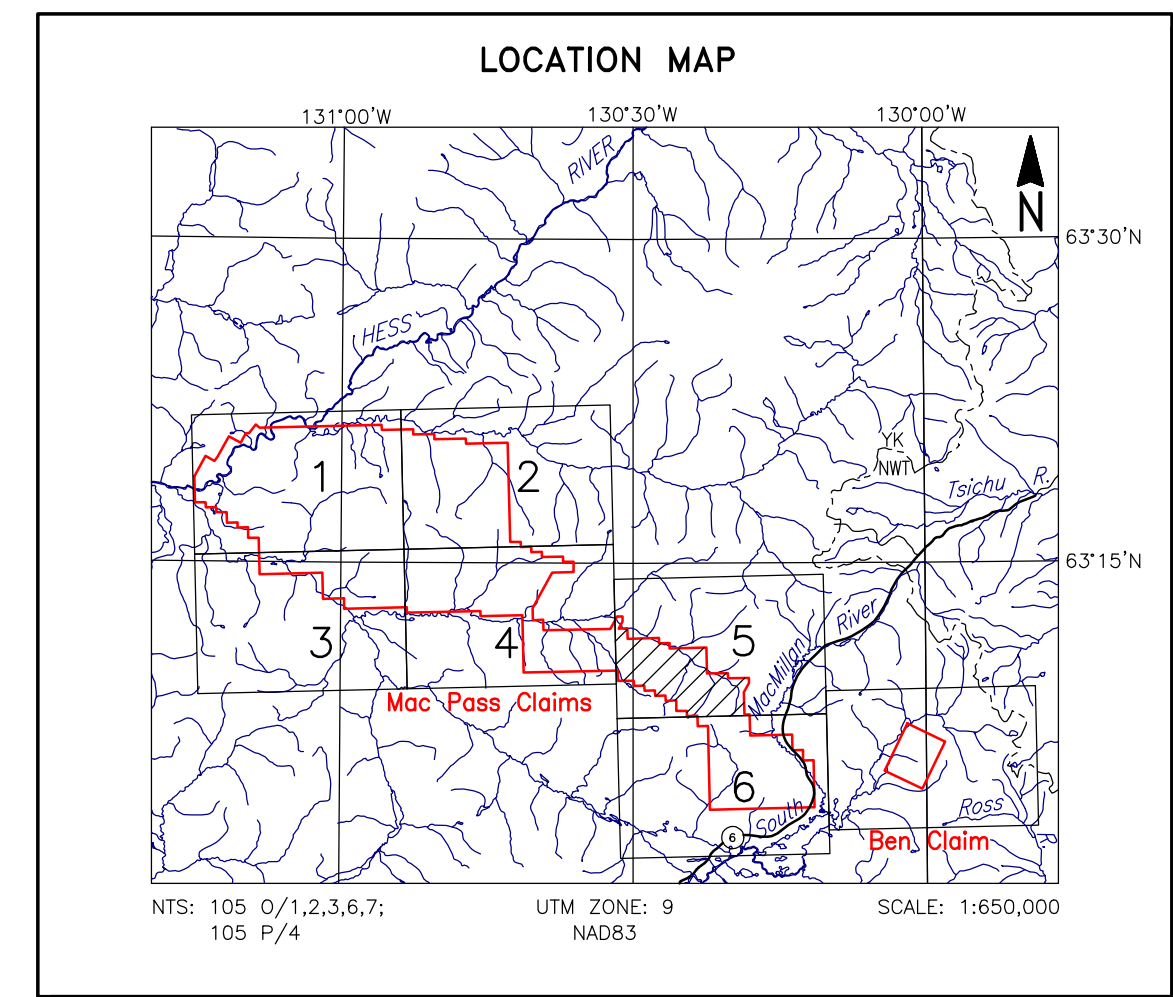 LOCATION MAP
131°00'W 130°30'W 130°00'W
RIVER
N
63°30'N
HESS
YK
NWT
Tsichu R.
1
2
63°15'N
River
3
4
5
MacMillan
Mac Pass Claims
6
South
Ross
R.
6
Ben Claim
NTS: 105 O/1,2,3,6,7; UTM ZONE: 9 SCALE: 1:650,000
105 P/4 NAD83